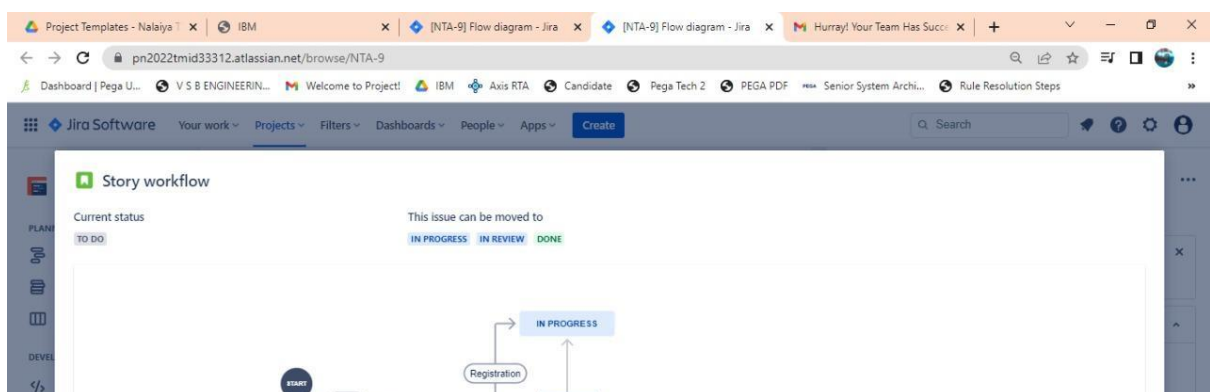 Project Templates - Nalaiya T
IBM
[NTA-9] Flow diagram - Jira
[NTA-9] Flow diagram - Jira
Hurray! Your Team Has Succe
pn2022tmid33312.atlassian.net/browse/NTA-9
Dashboard | Pega U... V S B ENGINEERIN... Welcome to Project! IBM Axis RTA Candidate Pega Tech 2 PEGA PDF Senior System Archi... Rule Resolution Steps
Jira Software Your work Projects Filters Dashboards People Apps Create Search
Story workflow
Current status
This issue can be moved to
PLANN
TO DO
IN PROGRESS IN REVIEW DONE
IN PROGRESS
Registration
DEVEL
START